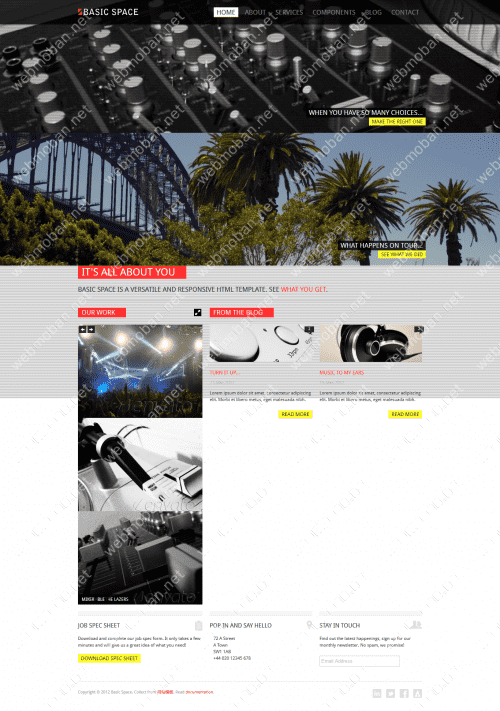 BASIC SPACE
HOME ABOUT SERVICES COMPONENTS BLOG CONTACT
WHEN YOU HAVE SO MANY CHOICES...
MAKE THE RIGHT ONE
WHAT HAPPENS ON TOUR...
SEE WHAT WE DID
IT'S ALL ABOUT YOU
BASIC SPACE IS A VERSATILE AND RESPONSIVE HTML TEMPLATE. SEE WHAT YOU GET.
OUR WORK
FROM THE BLOG
TURN IT UP...
MUSIC TO MY EARS
Lorem ipsum dolor sit amet, consectetur adipiscing elit. Morbi et libero metus, eget malesuada nibh.
Lorem ipsum dolor sit amet, consectetur adipiscing elit. Morbi et libero metus, eget malesuada nibh.
READ MORE
READ MORE
JOB SPEC SHEET
Download and complete our job spec form. It only takes a few
minutes and will give us a great idea of what you need!
DOWNLOAD SPEC SHEET
POP IN AND SAY HELLO
72 A Street
A Town
SW1 1AB
+44 020 12345 678
STAY IN TOUCH
Find out the latest happenings, sign up for our
monthly newsletter. No spam, we promise!
Email Address
Copyright © 2012 Basic Space. Collect from 网站模板. Read documentation
webmoban.net